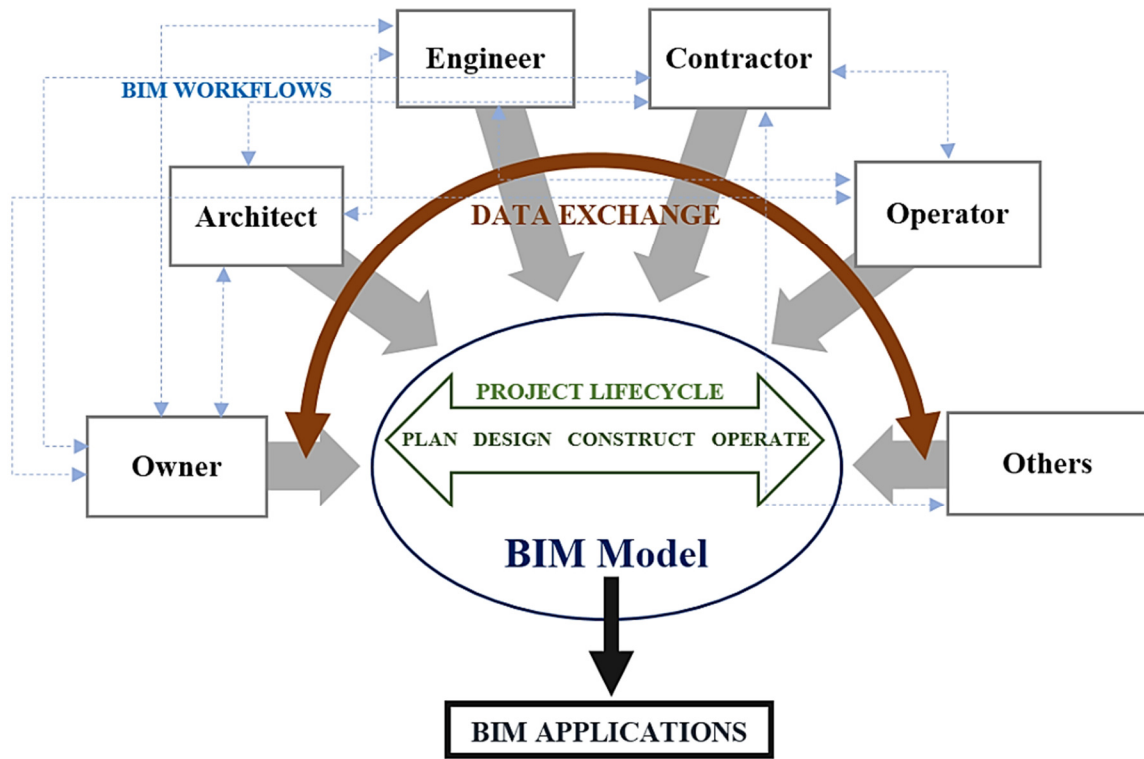 Engineer
Contractor
BIM WORKFLOWS
Architect
DATA EXCHANGE
Operator
PROJECT LIFECYCLE
PLAN DESIGN CONSTRUCT OPERATE
Owner
Others
BIM Model
BIM APPLICATIONS